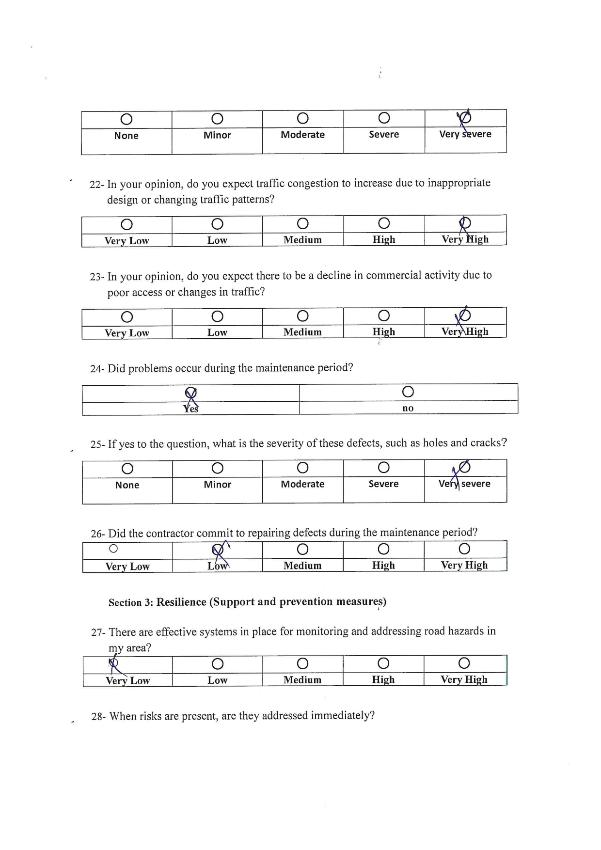 None Minor Moderate Severe Very severe
22- In your opinion, do you expect traffic congestion to increase due to inappropriate
design or changing traffic patterns?
Very Low Low Medium High Very High
23- In your opinion, do you expect there to be a decline in commercial activity due to
poor access or changes in traffic?
Very Low Low Medium High Very High
24- Did problems occur during the maintenance period?
Yes no
25- If yes to the question, what is the severity of these defects, such as holes and cracks?
None Minor Moderate Severe Very severe
26- Did the contractor commit to repairing defects during the maintenance period?
Very Low Low Medium High Very High
Section 3: Resilience (Support and prevention measures)
27- There are effective systems in place for monitoring and addressing road hazards in
my area?
Very Low Low Medium High Very High
28- When risks are present, are they addressed immediately?